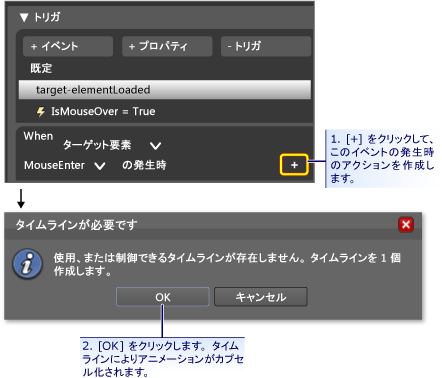 ▼ トリガ
+ イベント
+ プロパティ
- トリガ
既定
target-elementLoaded
IsMouseOver = True
When
ターゲット要素
MouseEnter
の発生時
+
1. [+] をクリックして、
このイベントの発生時
のアクションを作成し
ます。
タイムラインが必要です
使用、または制御できるタイムラインが存在しません。タイムラインを 1 個
作成します。
OK
キャンセル
2. [OK] をクリックします。タイム
ラインによりアニメーションがカプセ
ル化されます。